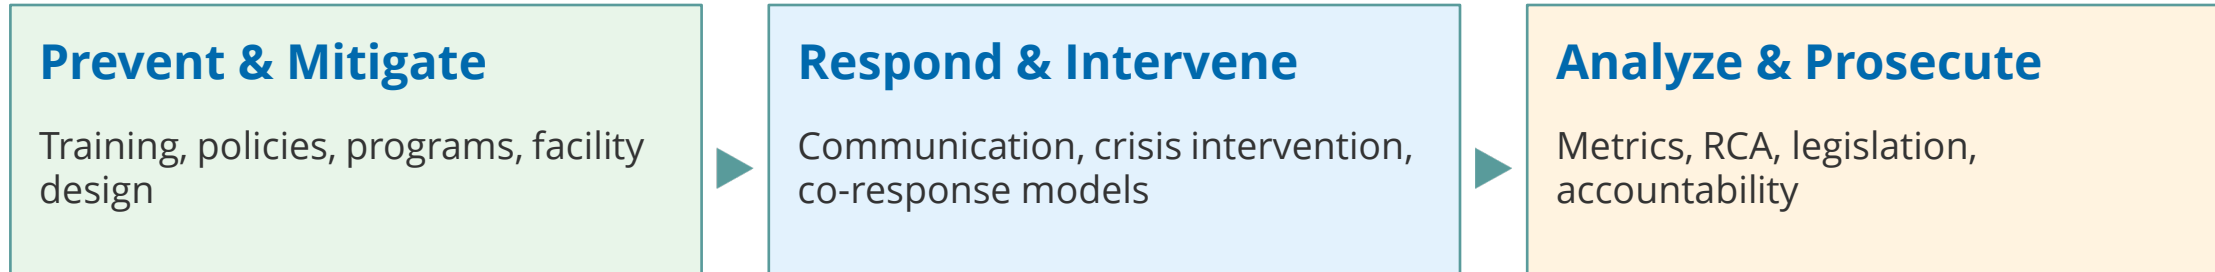 Prevent & Mitigate
Training, policies, programs, facility
design
Respond & Intervene
Communication, crisis intervention,
co-response models
Analyze & Prosecute
Metrics, RCA, legislation,
accountability